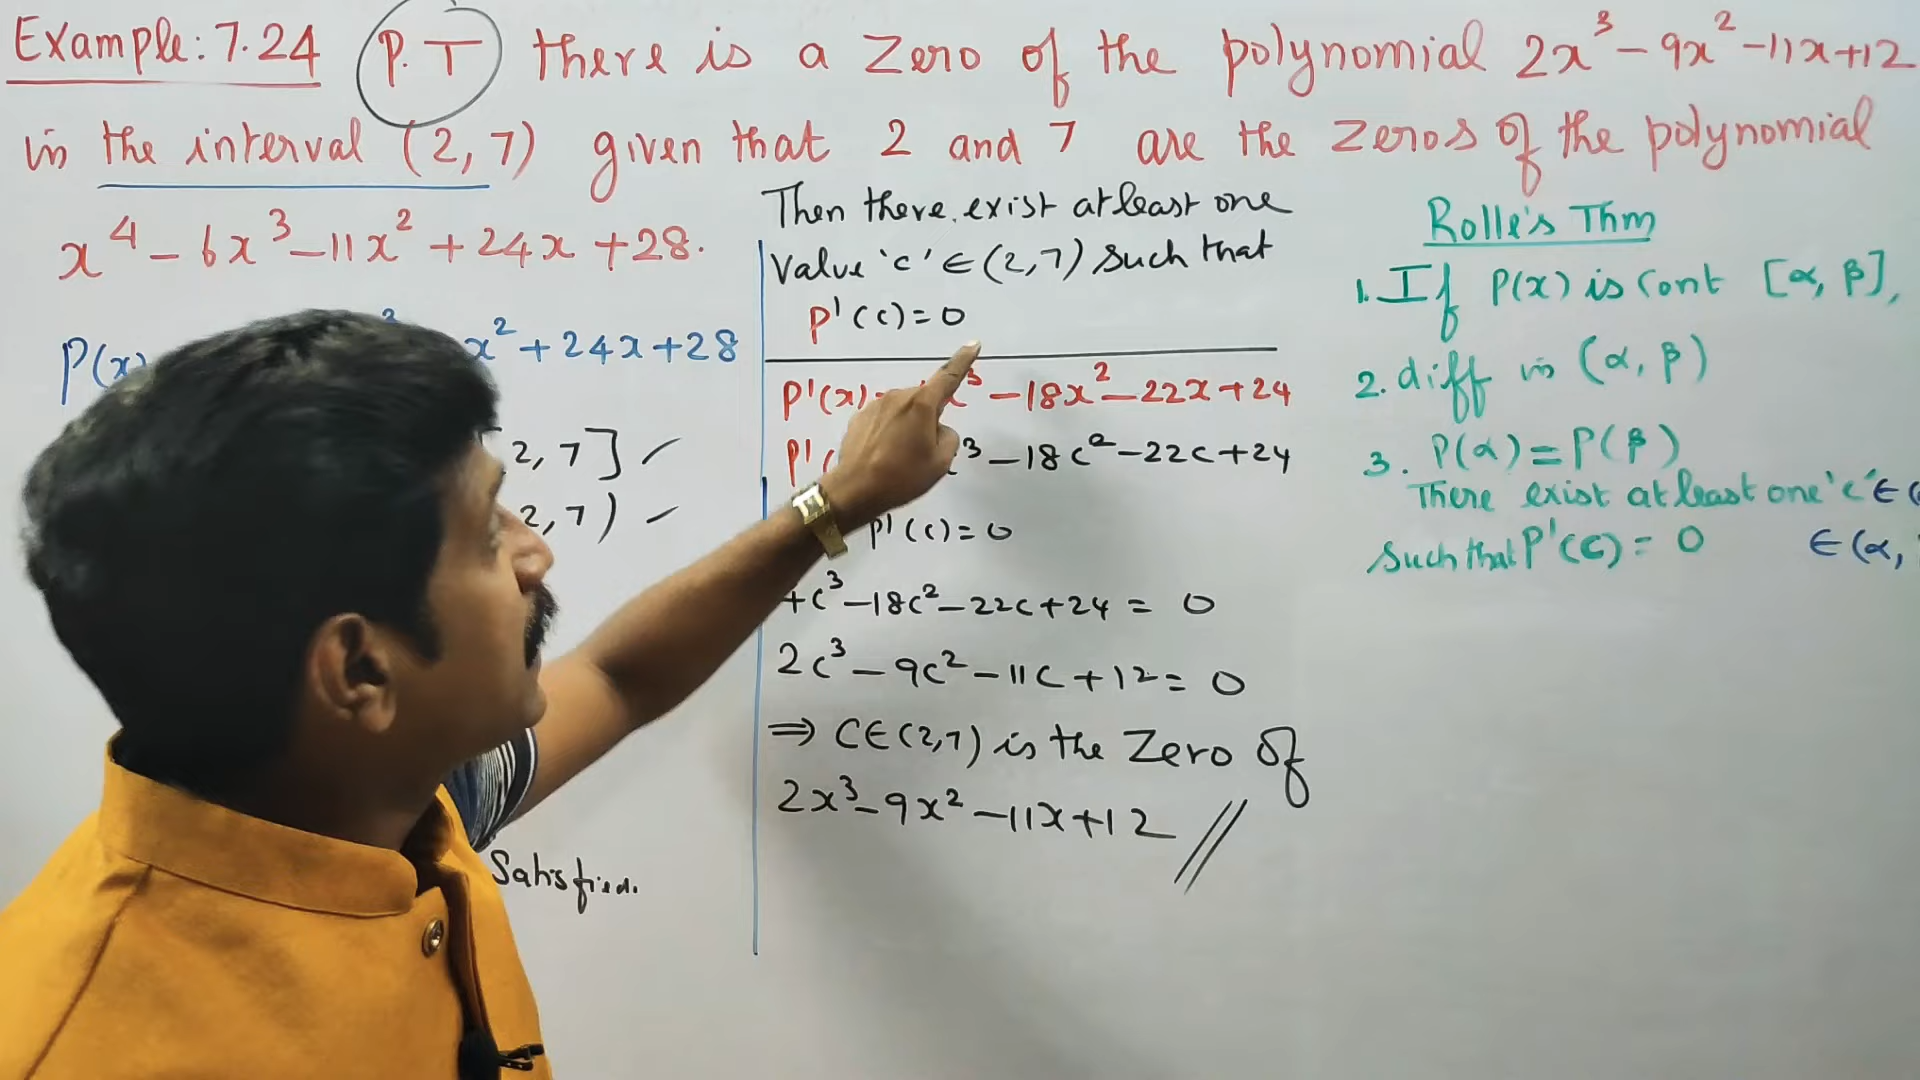 Example: 7.24 P.T there is a zero of the polynomial 2x³ - 9x² - 11x + 12
in the interval (2, 7) given that 2 and 7 are the zeros of the polynomial
x⁴ - 6x³ - 11x² + 24x + 28.
P(x) x² + 24x + 28
2, 7] ✓
2, 7) ✓
Satisfied.
Then there exist atleast one
value 'c' ∈ (2, 7) such that
P'(c) = 0
P'(x) x³ - 18x² - 22x + 24
P'( ³ - 18c² - 22c + 24
P'(c) = 0
4c³ - 18c² - 22c + 24 = 0
2c³ - 9c² - 11c + 12 = 0
⇒ C ∈ (2, 7) is the zero of
2x³ - 9x² - 11x + 12 //
Rolle's Thm
1. If P(x) is cont [α, β],
2. diff in (α, β)
3. P(α) = P(β)
There exist atleast one 'c' ∈ (
such that P'(c) = 0 ∈ (α,